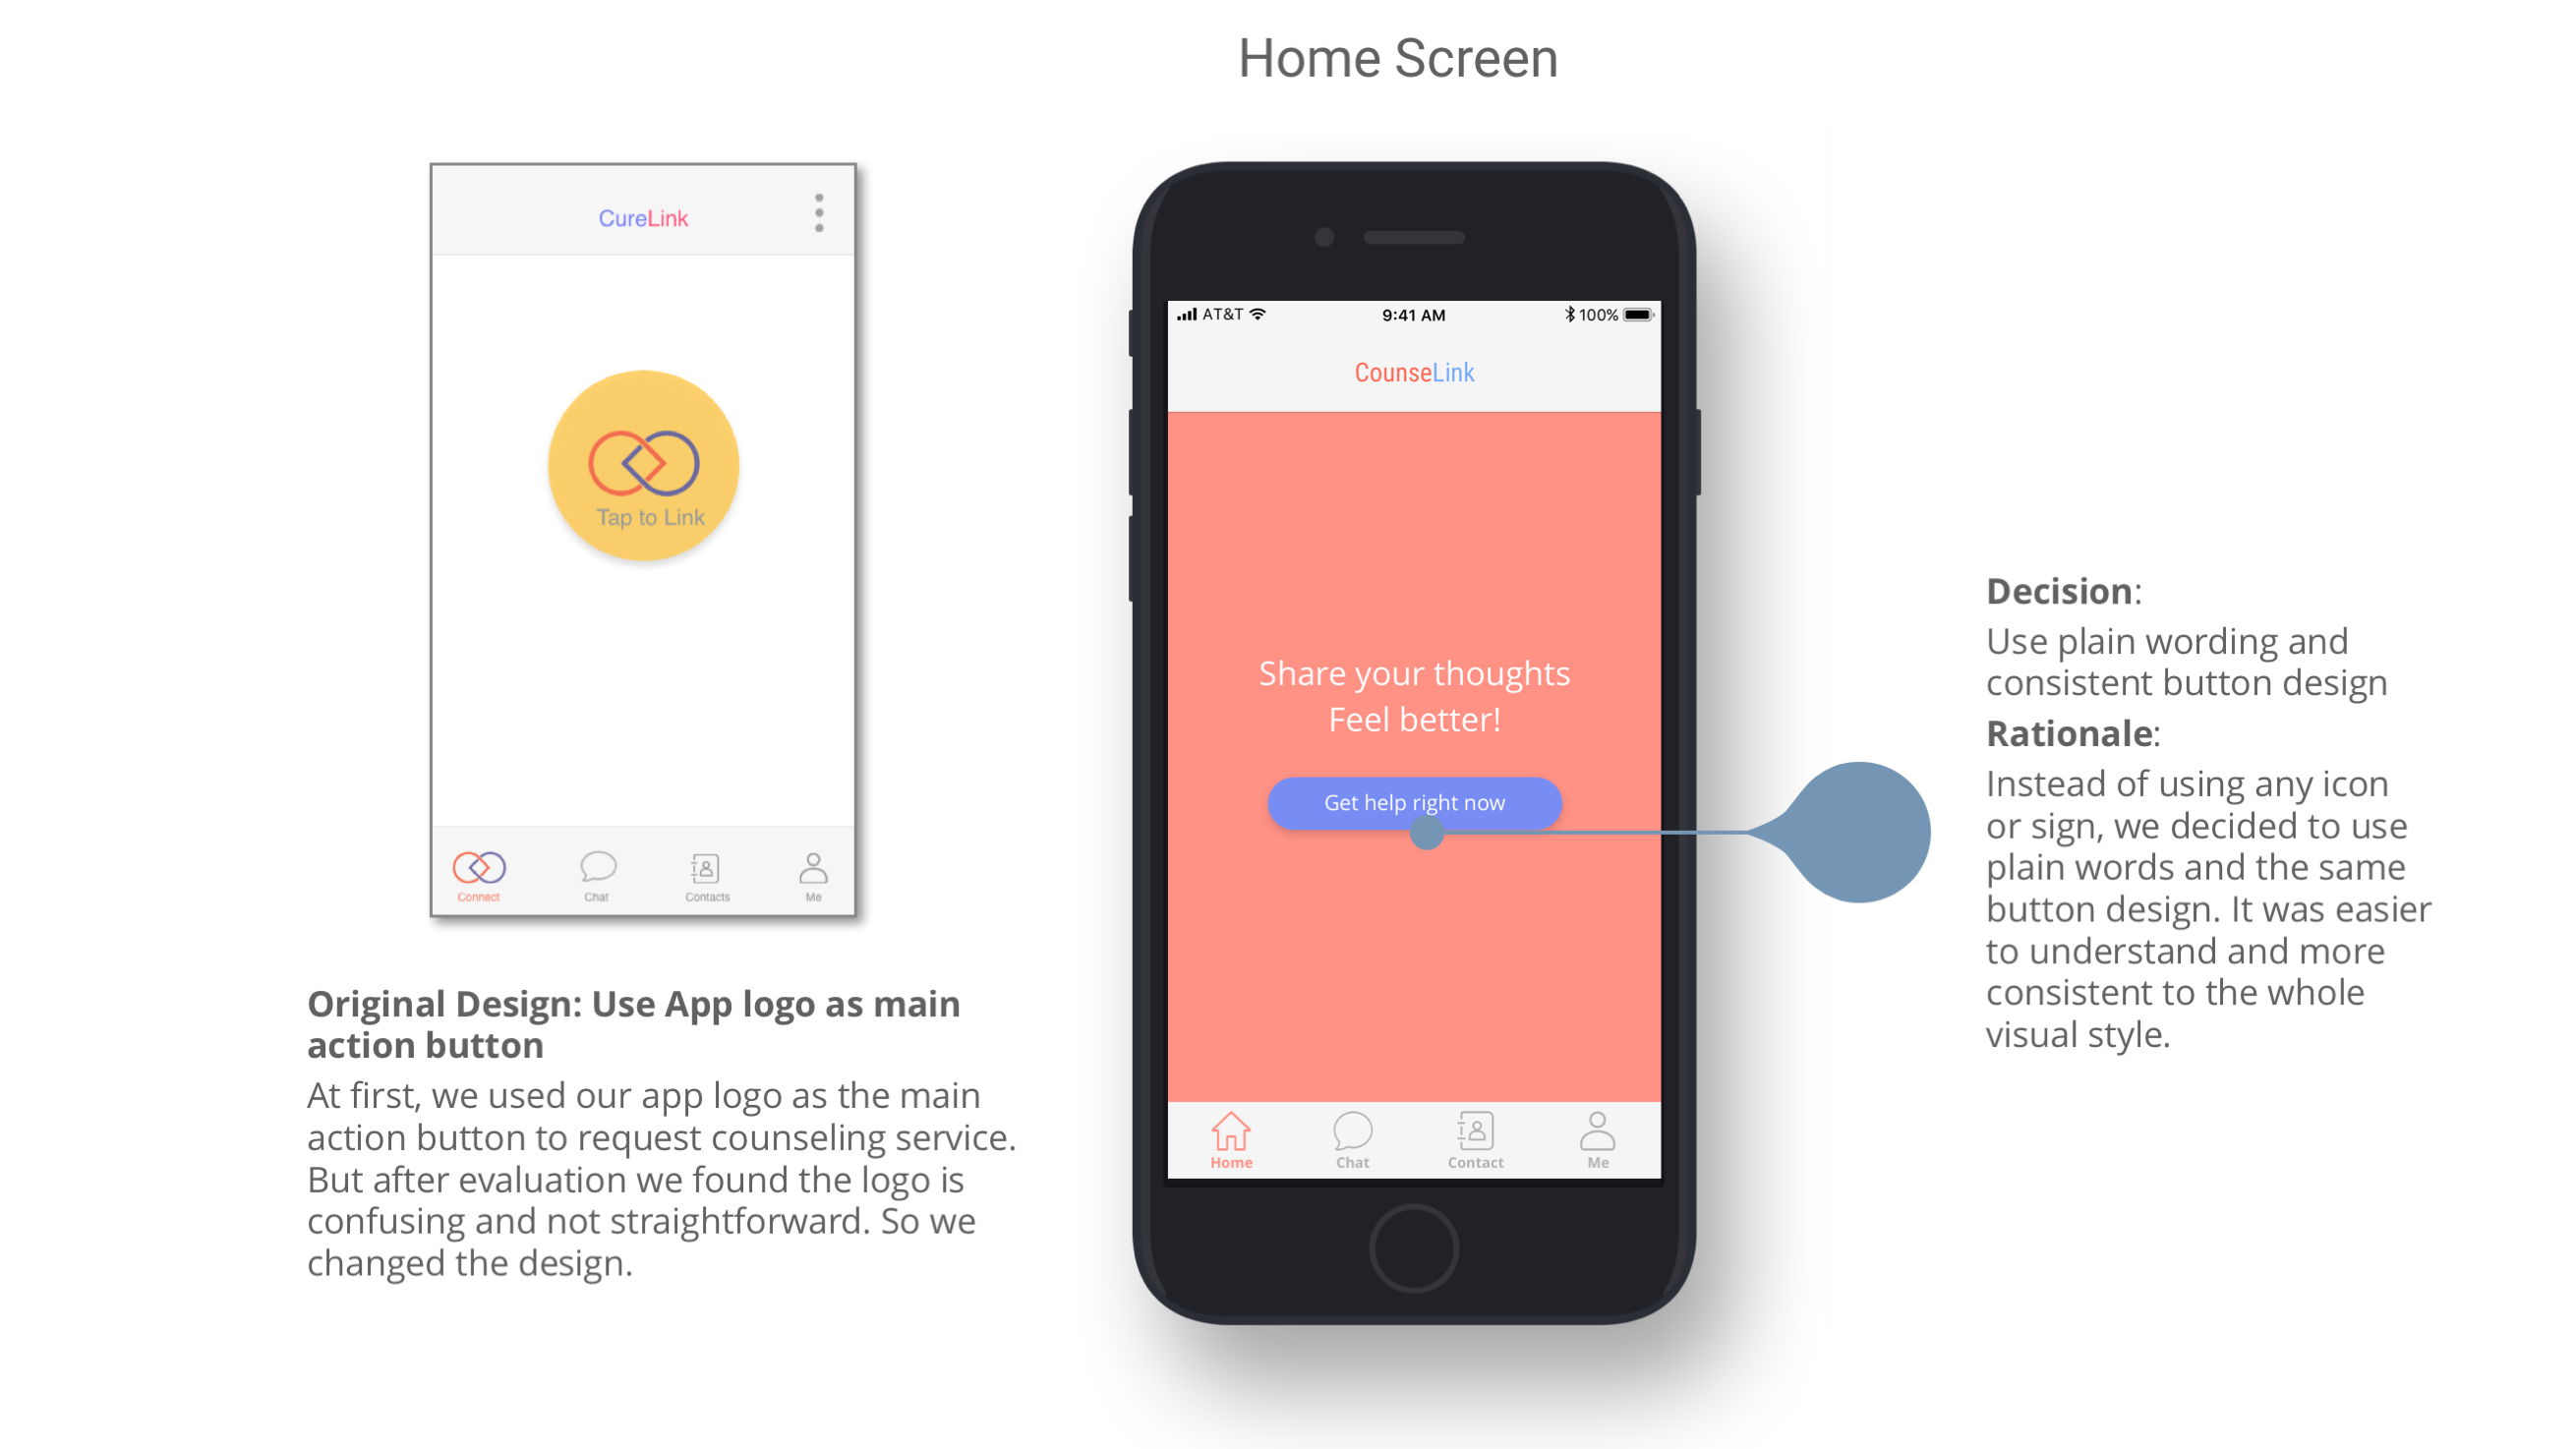 Home Screen
CureLink
Tap to Link
Connect
Chat
Contacts
Me
Original Design: Use App logo as main
action button
At first, we used our app logo as the main
action button to request counseling service.
But after evaluation we found the logo is
confusing and not straightforward. So we
changed the design.
AT&T
9:41 AM
100%
CounseLink
Share your thoughts
Feel better!
Get help right now
Home
Chat
Contact
Me
Decision:
Use plain wording and
consistent button design
Rationale:
Instead of using any icon
or sign, we decided to use
plain words and the same
button design. It was easier
to understand and more
consistent to the whole
visual style.